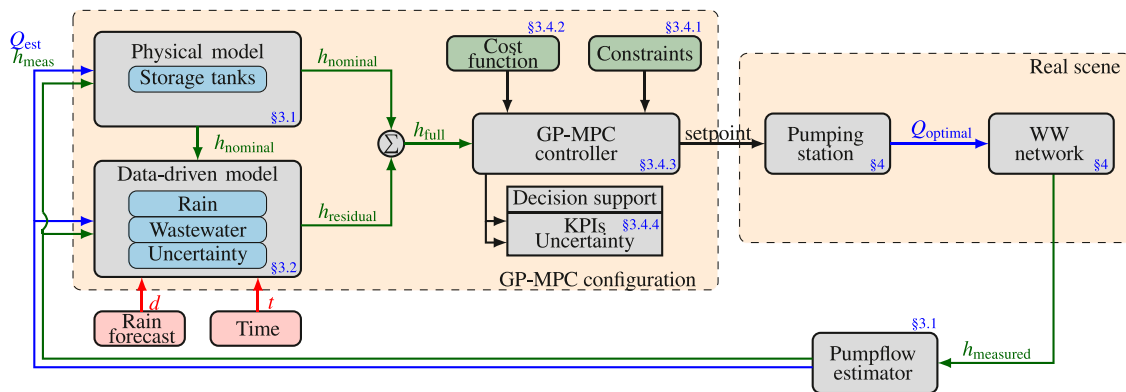 Q_est
h_meas
Physical model
Storage tanks
§3.1
h_nominal
h_nominal
Data-driven model
Rain
Wastewater
Uncertainty
§3.2
h_residual
d
t
Rain
forecast
Time
Σ
h_full
§3.4.2
Cost
function
§3.4.1
Constraints
GP-MPC
controller
§3.4.3
Decision support
KPIs
§3.4.4
Uncertainty
GP-MPC configuration
setpoint
Real scene
Pumping
station
§4
Q_optimal
WW
network
§4
§3.1
Pumpflow
estimator
h_measured